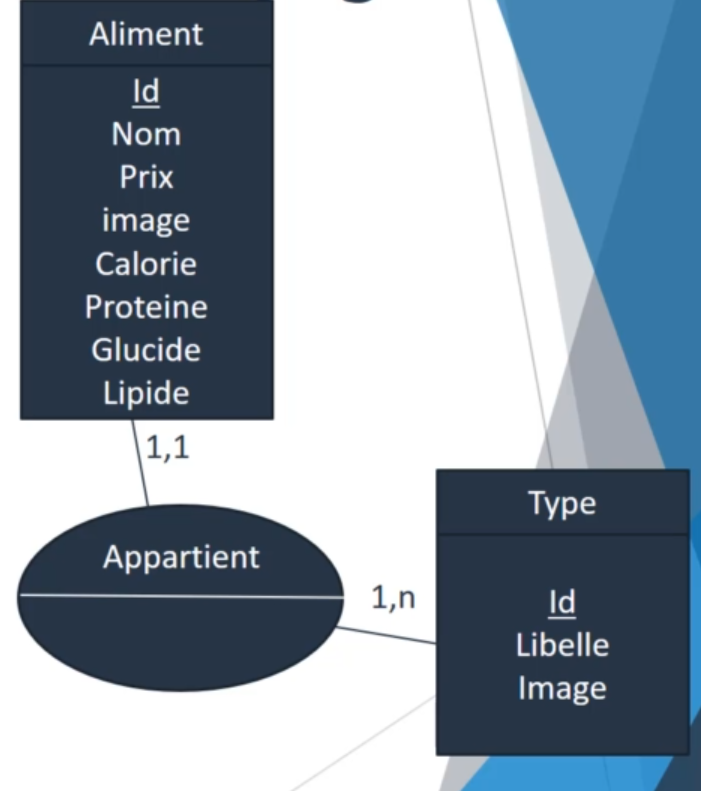 Aliment
Id
Nom
Prix
image
Calorie
Proteine
Glucide
Lipide
1,1
Appartient
1,n
Type
Id
Libelle
Image